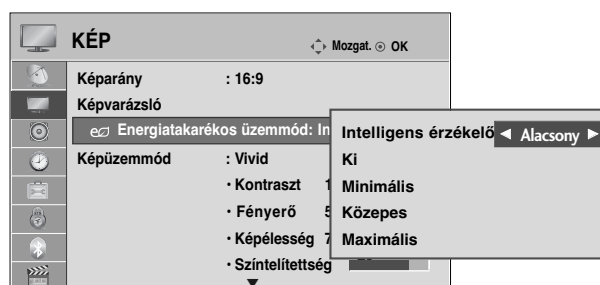 KÉP
Mozgat. OK
Képarány : 16:9
Képvarázsló
Energiatakarékos üzemmód: In
Intelligens érzékelő ◄ Alacsony ►
Képüzemmód : Vivid
Ki
• Kontraszt 1
Minimális
• Fényerő 5
Közepes
• Képélesség 7
Maximális
• Színtelítettség